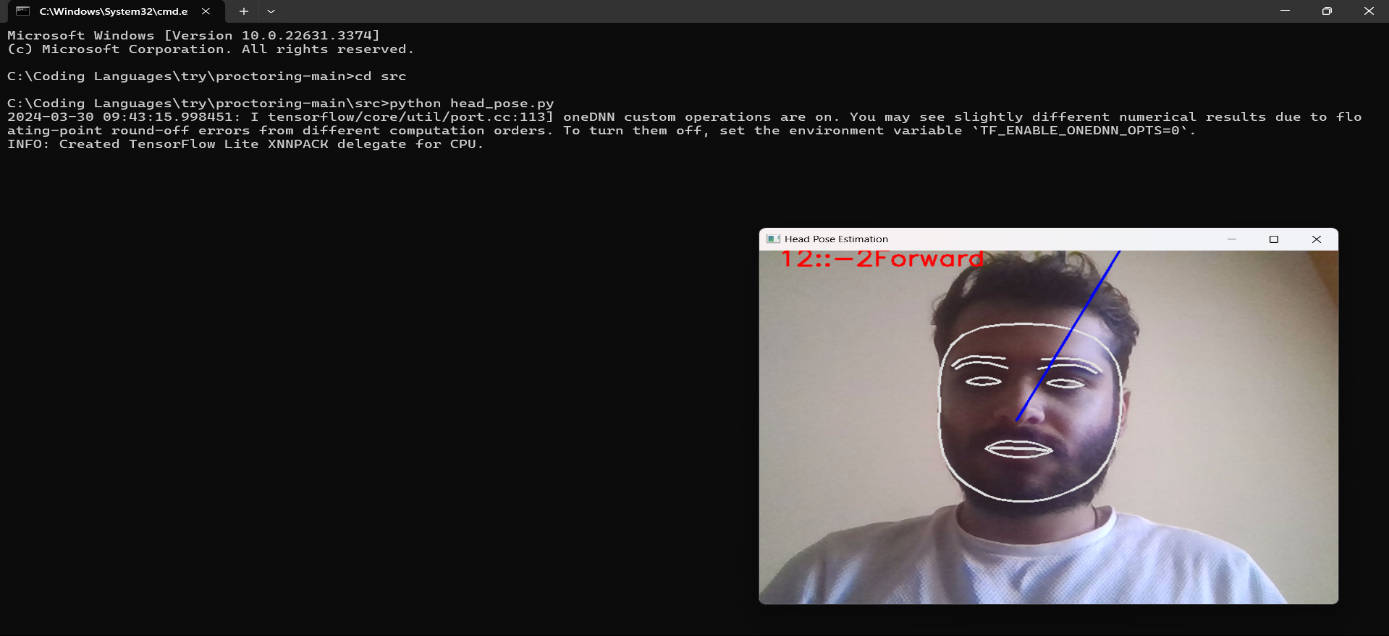 C:\Windows\System32\cmd.e
Microsoft Windows [Version 10.0.22631.3374]
(c) Microsoft Corporation. All rights reserved.
C:\Coding Languages\try\proctoring-main>cd src
C:\Coding Languages\try\proctoring-main\src>python head_pose.py
2024-03-30 09:43:15.998451: I tensorflow/core/util/port.cc:113] oneDNN custom operations are on. You may see slightly different numerical results due to flo
ating-point round-off errors from different computation orders. To turn them off, set the environment variable `TF_ENABLE_ONEDNN_OPTS=0`.
INFO: Created TensorFlow Lite XNNPACK delegate for CPU.
Head Pose Estimation
12::-2Forward